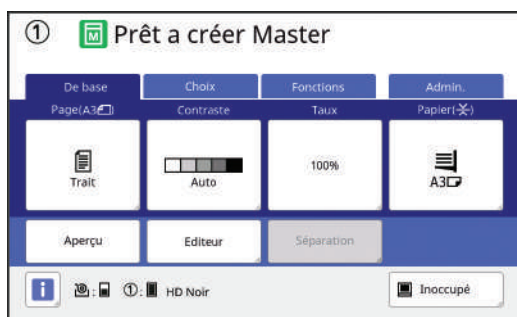 ① M Prêt a créer Master
De base Choix Fonctions Admin.
Page(A3) Contraste Taux Papier()
Trait Auto 100% A3
Aperçu Editeur Séparation
i : ①: HD Noir Inoccupé